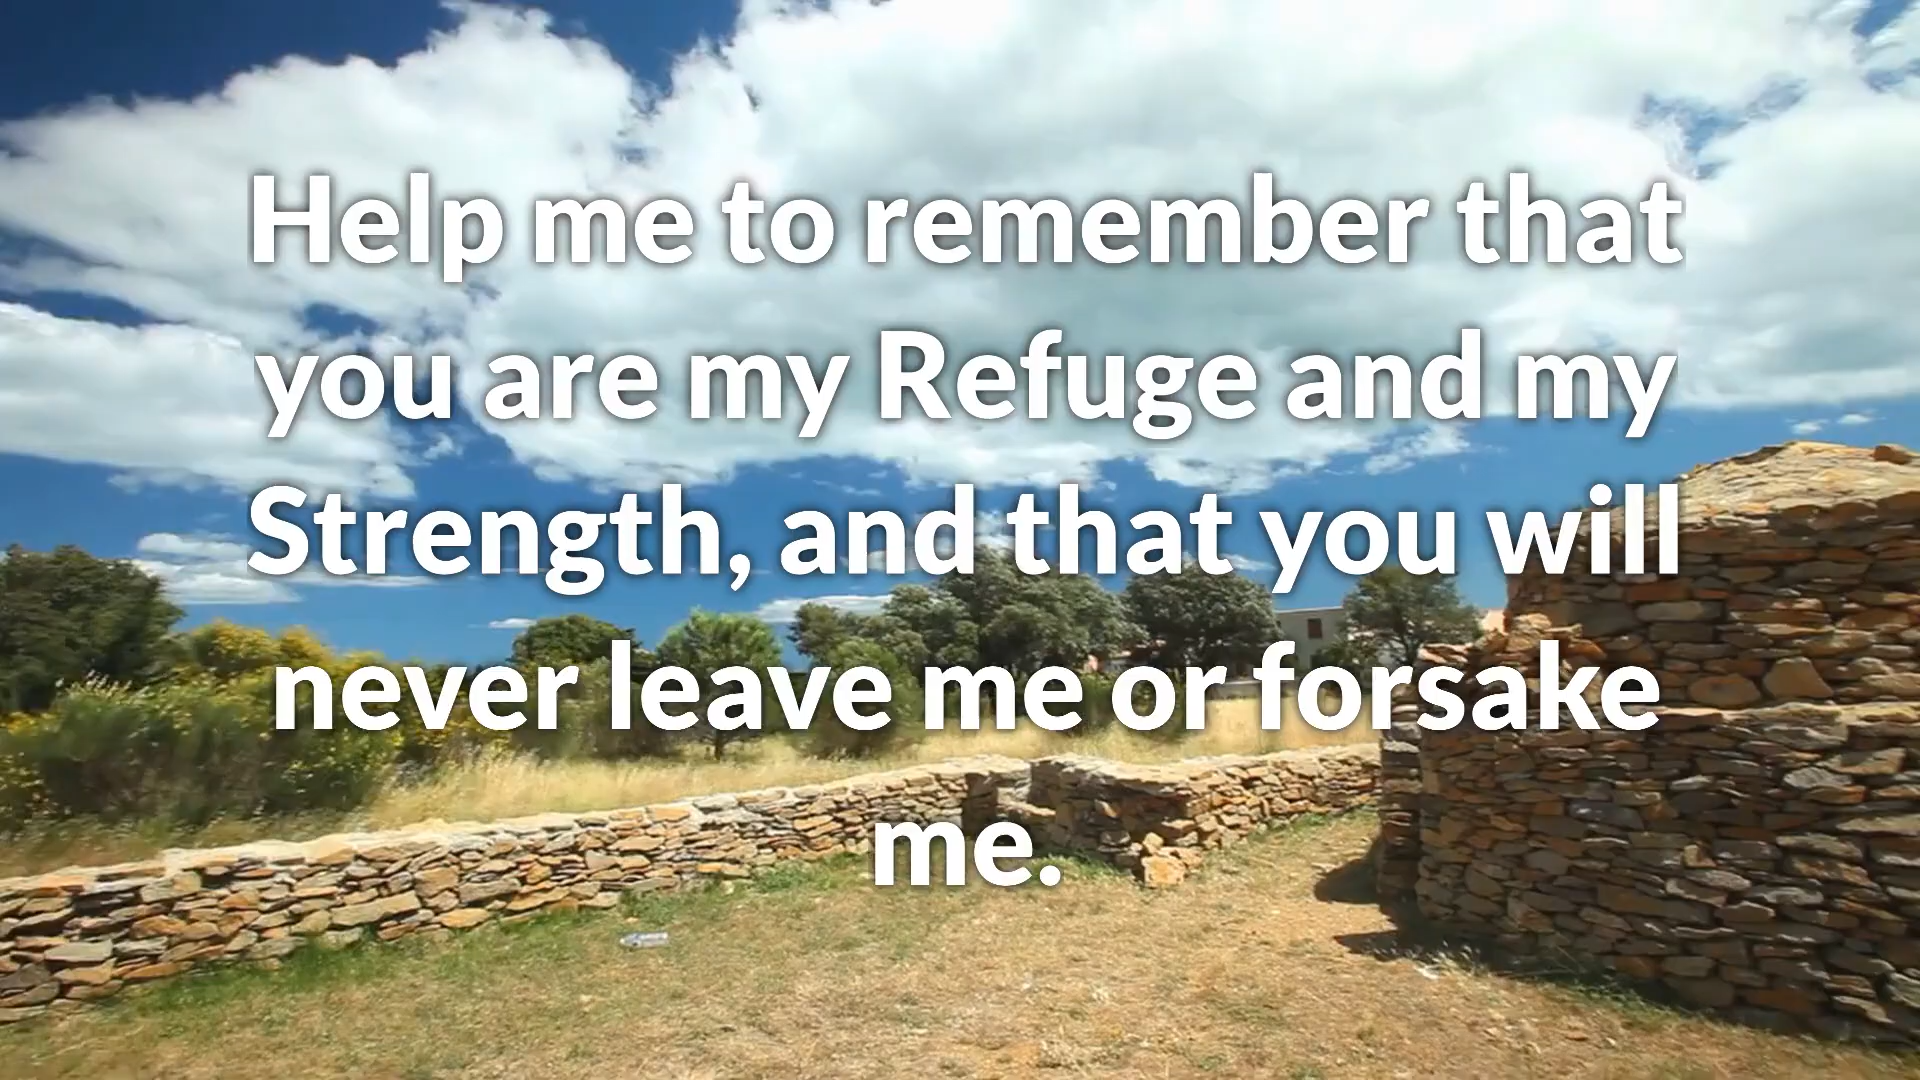 Help me to remember that
you are my Refuge and my
Strength, and that you will
never leave me or forsake
me.